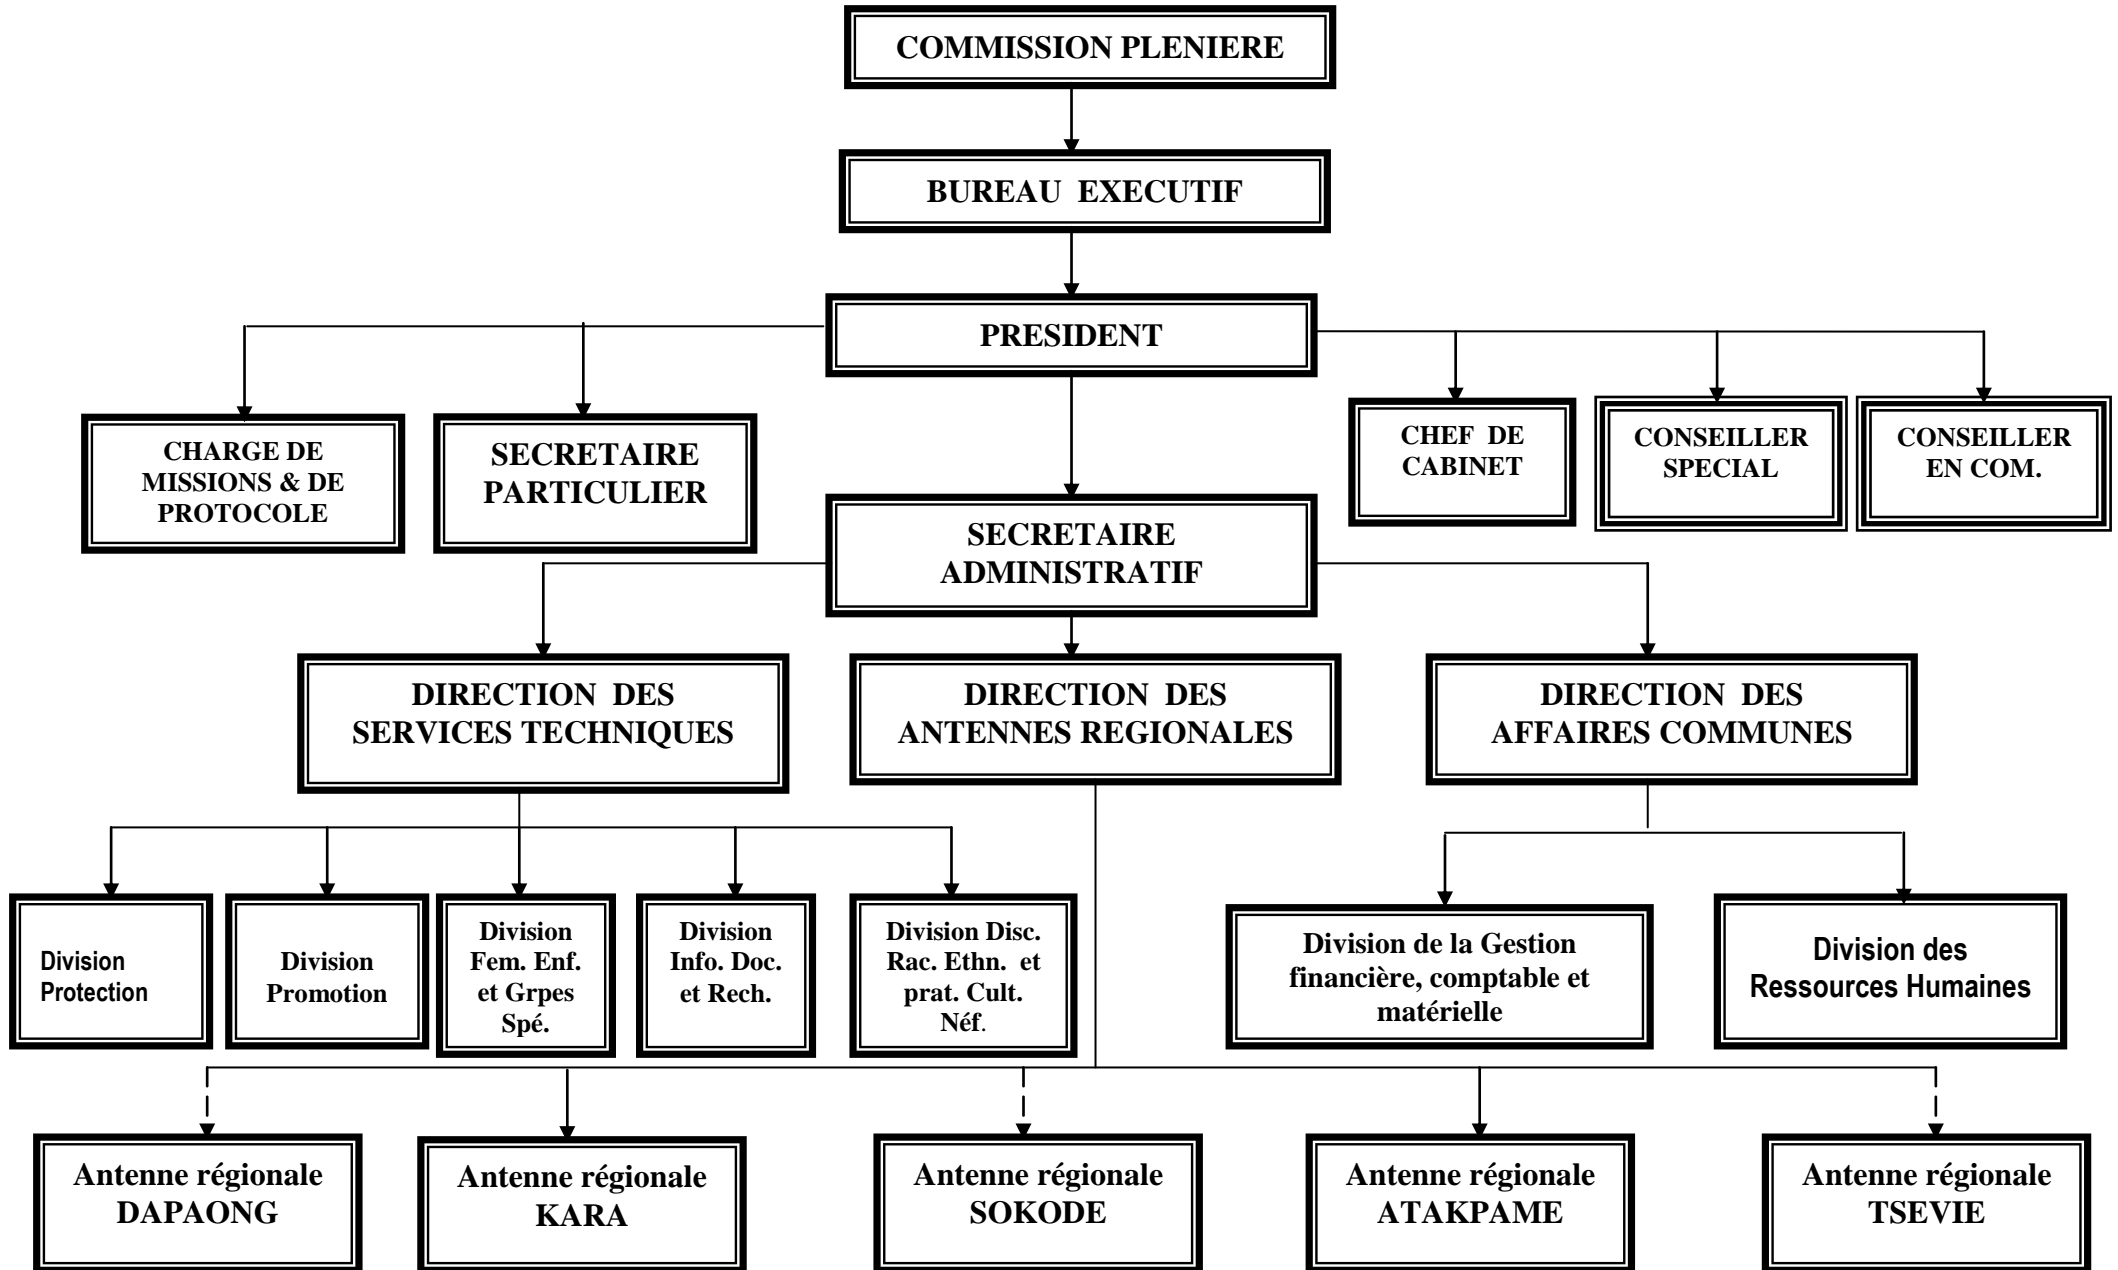 COMMISSION PLENIERE
BUREAU EXECUTIF
PRESIDENT
CHARGE DE
MISSIONS & DE
PROTOCOLE
SECRETAIRE
PARTICULIER
CHEF DE
CABINET
CONSEILLER
SPECIAL
CONSEILLER
EN COM.
SECRETAIRE
ADMINISTRATIF
DIRECTION DES
SERVICES TECHNIQUES
DIRECTION DES
ANTENNES REGIONALES
DIRECTION DES
AFFAIRES COMMUNES
Division
Protection
Division
Promotion
Division
Fem. Enf.
et Grpes
Spé.
Division
Info. Doc.
et Rech.
Division Disc.
Rac. Ethn. et
prat. Cult.
Néf.
Division de la Gestion
financière, comptable et
matérielle
Division des
Ressources Humaines
Antenne régionale
DAPAONG
Antenne régionale
KARA
Antenne régionale
SOKODE
Antenne régionale
ATAKPAME
Antenne régionale
TSEVIE